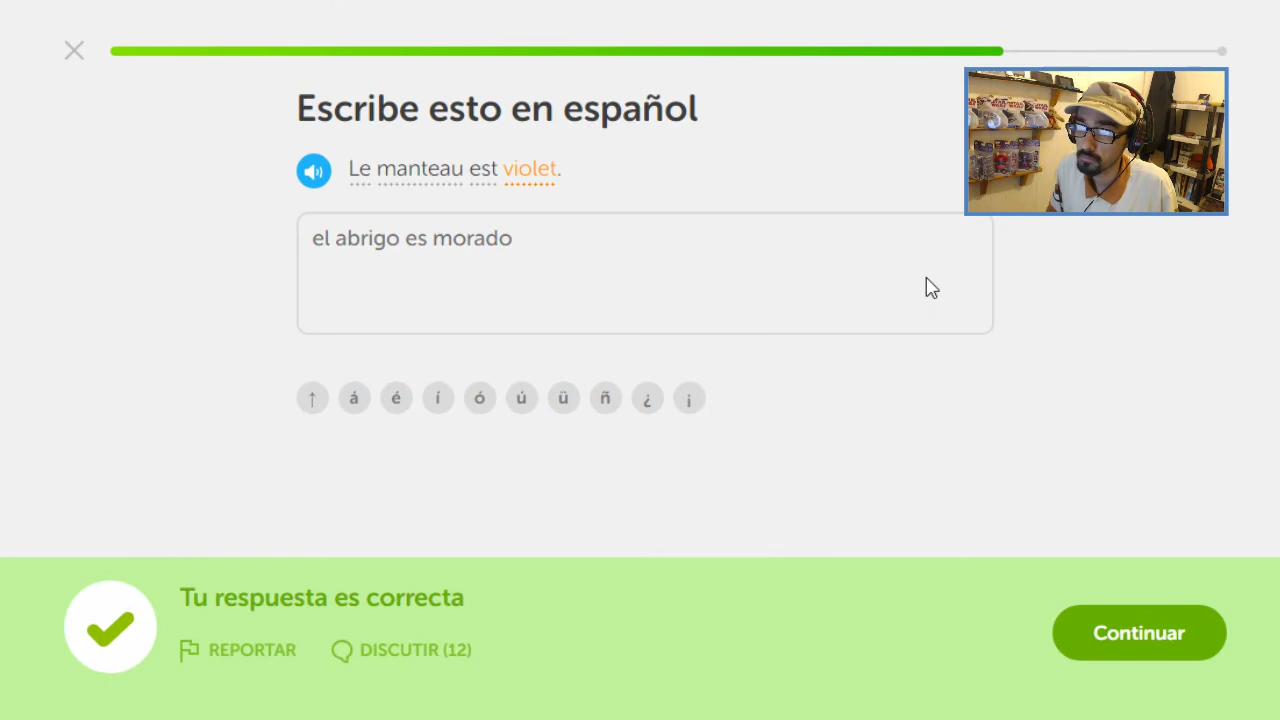 Escribe esto en español
Le manteau est violet.
el abrigo es morado
↑ á é í ó ú ü ñ ¿ ¡
Tu respuesta es correcta
REPORTAR DISCUTIR (12)
Continuar